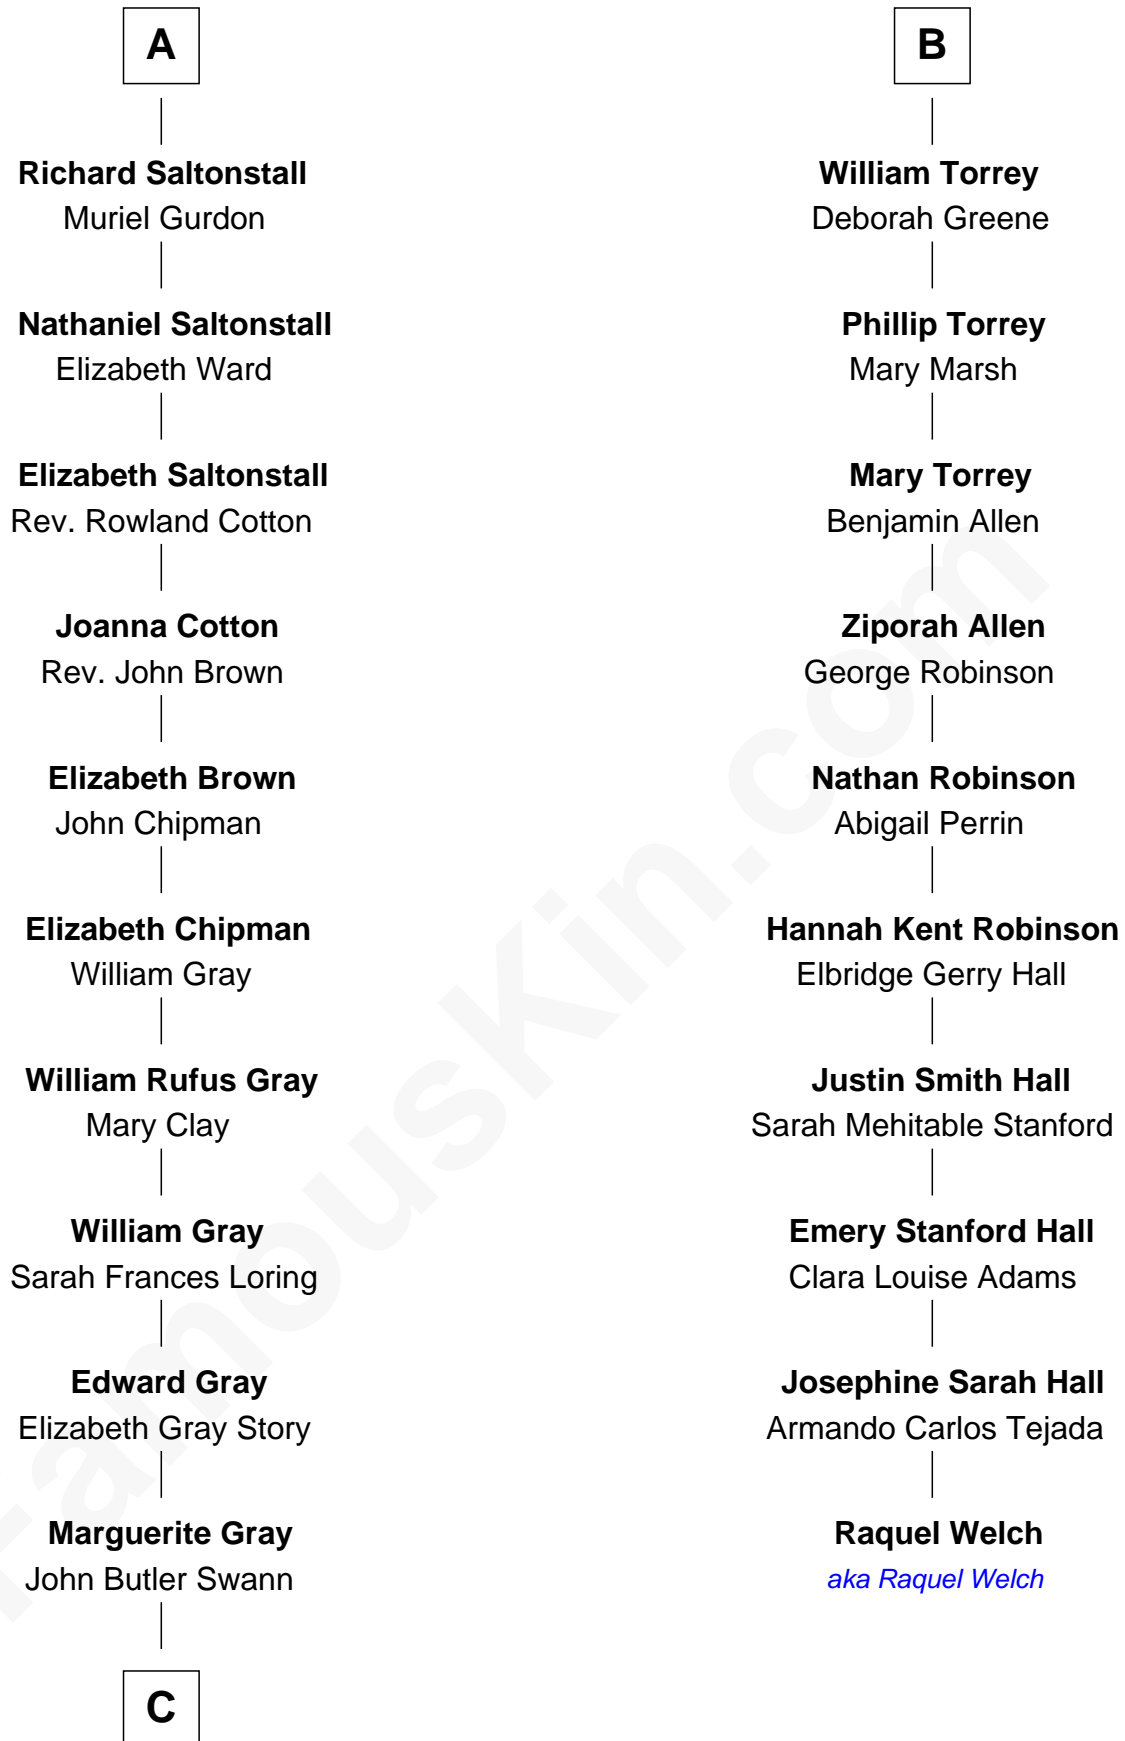 A
Richard Saltonstall
Muriel Gurdon
Nathaniel Saltonstall
Elizabeth Ward
Elizabeth Saltonstall
Rev. Rowland Cotton
Joanna Cotton
Rev. John Brown
Elizabeth Brown
John Chipman
Elizabeth Chipman
William Gray
William Rufus Gray
Mary Clay
William Gray
Sarah Frances Loring
Edward Gray
Elizabeth Gray Story
Marguerite Gray
John Butler Swann
C
B
William Torrey
Deborah Greene
Phillip Torrey
Mary Marsh
Mary Torrey
Benjamin Allen
Ziporah Allen
George Robinson
Nathan Robinson
Abigail Perrin
Hannah Kent Robinson
Elbridge Gerry Hall
Justin Smith Hall
Sarah Mehitable Stanford
Emery Stanford Hall
Clara Louise Adams
Josephine Sarah Hall
Armando Carlos Tejada
Raquel Welch
aka Raquel Welch
FamousKin.com